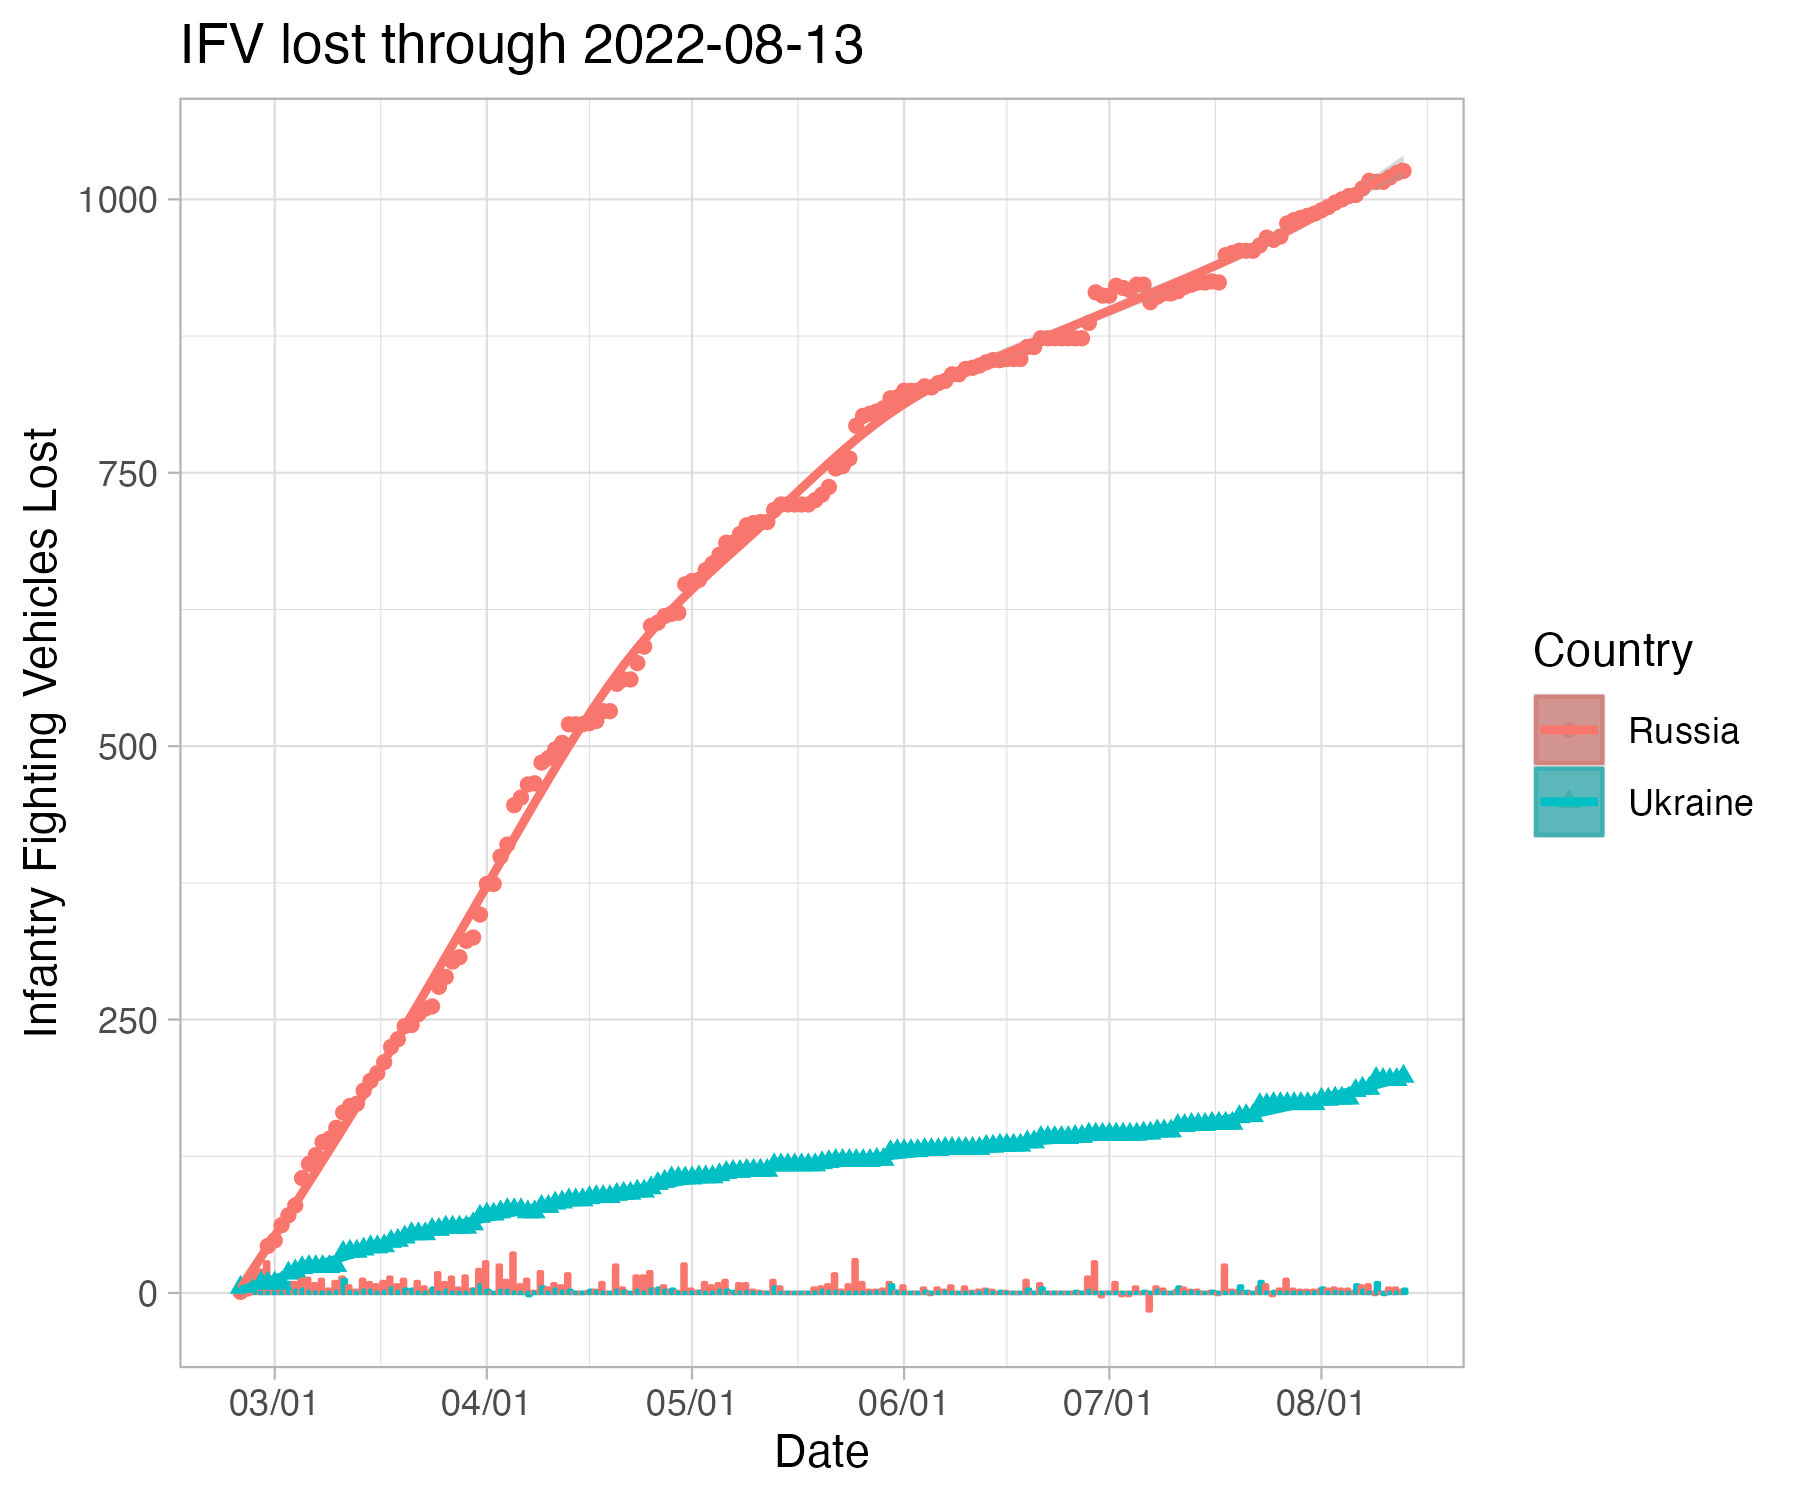 IFV lost through 2022-08-13
Infantry Fighting Vehicles Lost
1000
750
500
250
0
03/01
04/01
05/01
06/01
07/01
08/01
Date
Country
Russia
Ukraine